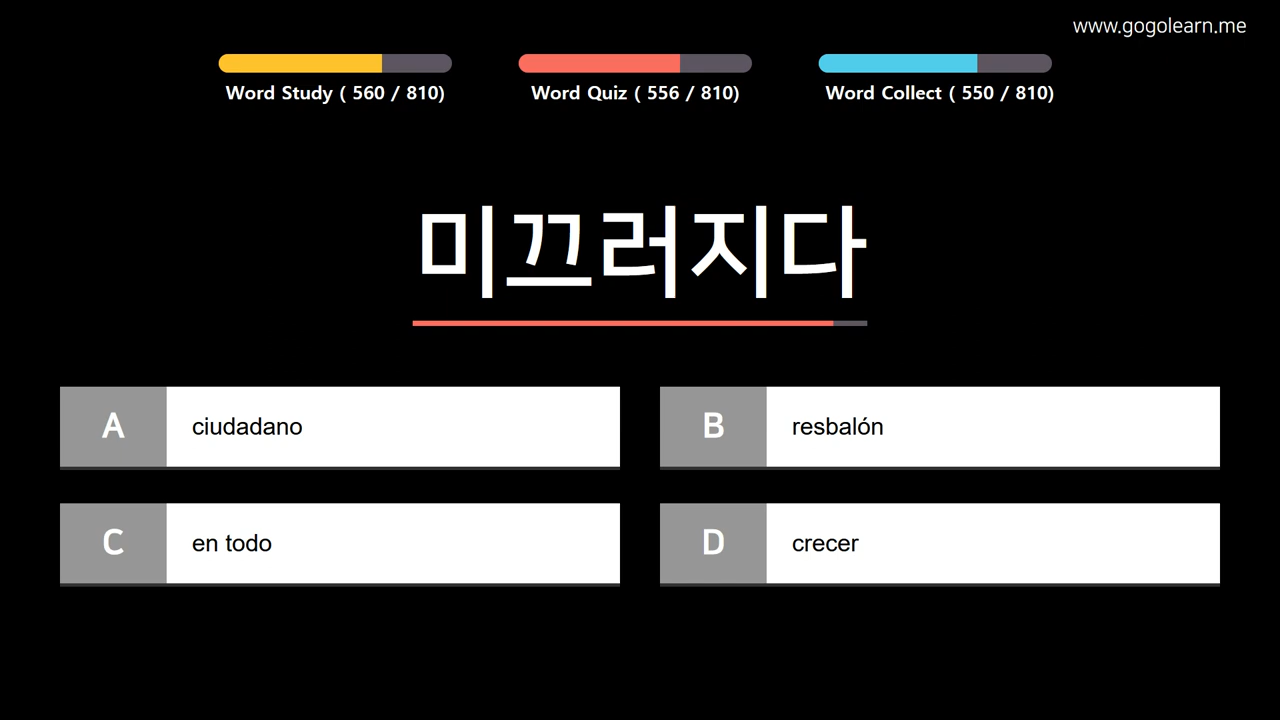 www.gogolearn.me
Word Study ( 560 / 810)
Word Quiz ( 556 / 810)
Word Collect ( 550 / 810)
미끄러지다
A ciudadano
B resbalón
C en todo
D crecer